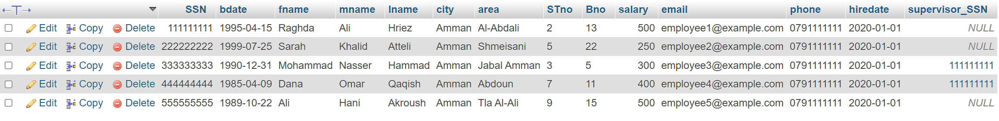 SSN bdate fname mname lname city area STno Bno salary email phone hiredate supervisor_SSN
Edit Copy Delete 111111111 1995-04-15 Raghda Ali Hriez Amman Al-Abdali 2 13 500 employee1@example.com 0791111111 2020-01-01 NULL
Edit Copy Delete 222222222 1999-07-25 Sarah Khalid Atteli Amman Shmeisani 5 22 250 employee2@example.com 0791111111 2020-01-01 NULL
Edit Copy Delete 333333333 1990-12-31 Mohammad Nasser Hammad Amman Jabal Amman 3 5 300 employee3@example.com 0791111111 2020-01-01 111111111
Edit Copy Delete 444444444 1985-04-09 Dana Omar Qaqish Amman Abdoun 7 11 400 employee4@example.com 0791111111 2020-01-01 111111111
Edit Copy Delete 555555555 1989-10-22 Ali Hani Akroush Amman Tla Al-Ali 9 15 500 employee5@example.com 0791111111 2020-01-01 NULL